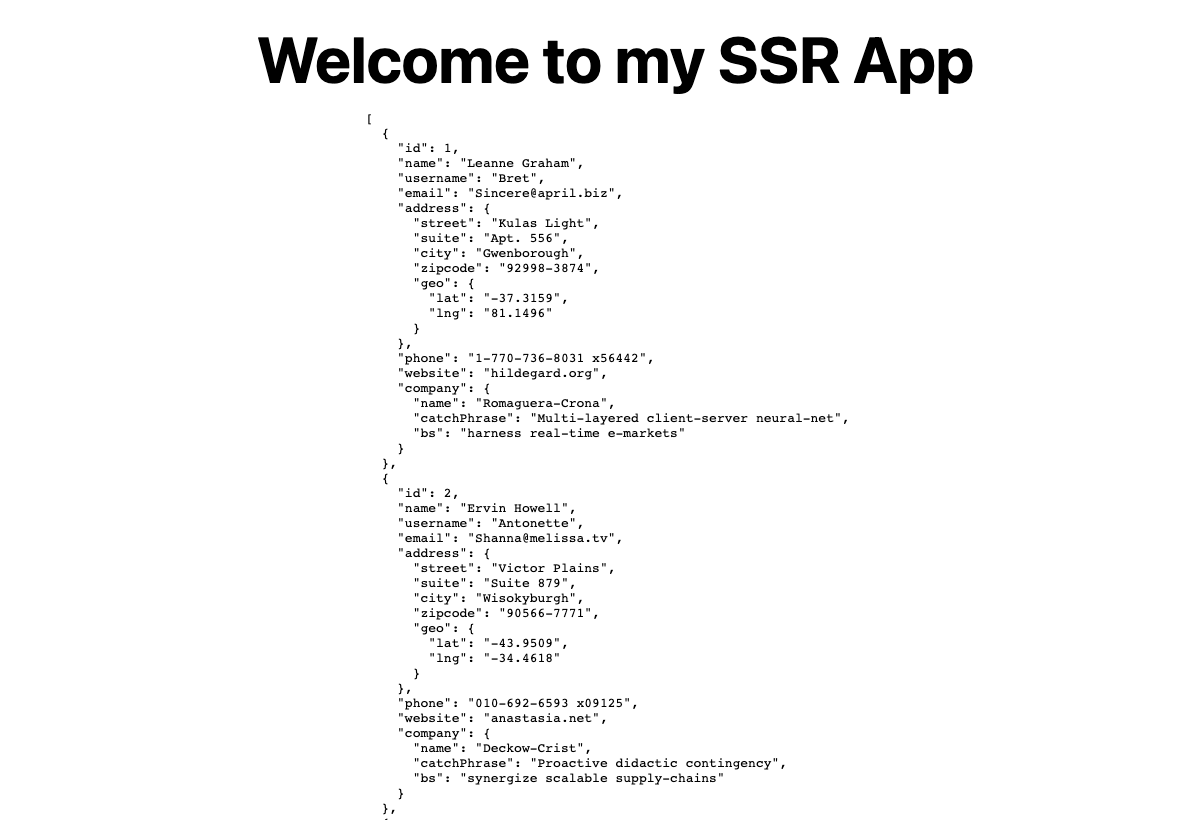 Welcome to my SSR App
[
  {
    "id": 1,
    "name": "Leanne Graham",
    "username": "Bret",
    "email": "Sincere@april.biz",
    "address": {
      "street": "Kulas Light",
      "suite": "Apt. 556",
      "city": "Gwenborough",
      "zipcode": "92998-3874",
      "geo": {
        "lat": "-37.3159",
        "lng": "81.1496"
      }
    },
    "phone": "1-770-736-8031 x56442",
    "website": "hildegard.org",
    "company": {
      "name": "Romaguera-Crona",
      "catchPhrase": "Multi-layered client-server neural-net",
      "bs": "harness real-time e-markets"
    }
  },
  {
    "id": 2,
    "name": "Ervin Howell",
    "username": "Antonette",
    "email": "Shanna@melissa.tv",
    "address": {
      "street": "Victor Plains",
      "suite": "Suite 879",
      "city": "Wisokyburgh",
      "zipcode": "90566-7771",
      "geo": {
        "lat": "-43.9509",
        "lng": "-34.4618"
      }
    },
    "phone": "010-692-6593 x09125",
    "website": "anastasia.net",
    "company": {
      "name": "Deckow-Crist",
      "catchPhrase": "Proactive didactic contingency",
      "bs": "synergize scalable supply-chains"
    }
  },